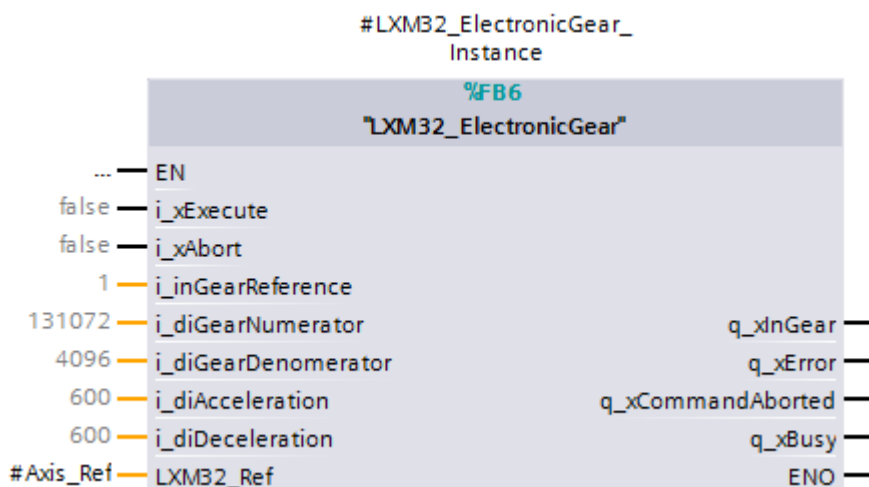 #LXM32_ElectronicGear_
Instance
%FB6
"LXM32_ElectronicGear"
... EN
false i_xExecute
false i_xAbort
1 i_inGearReference
131072 i_diGearNumerator q_xInGear
4096 i_diGearDenomerator q_xError
600 i_diAcceleration q_xCommandAborted
600 i_diDeceleration q_xBusy
#Axis_Ref LXM32_Ref ENO